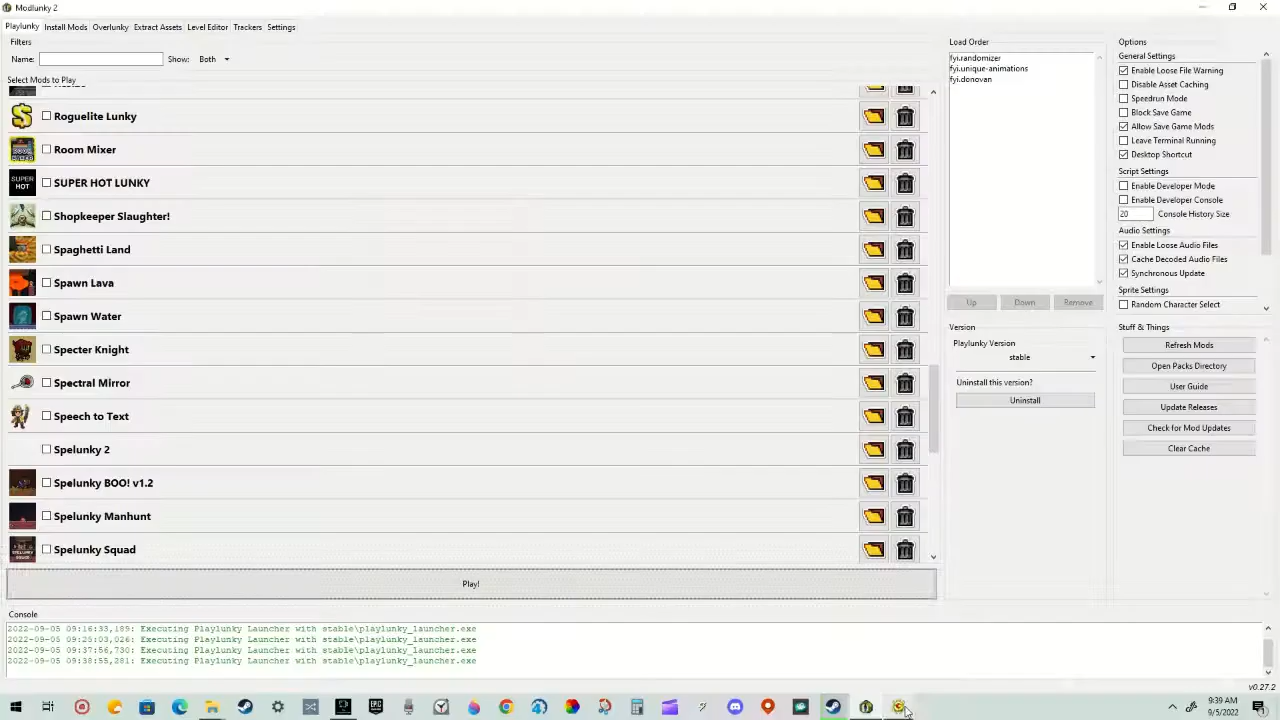 Modlunky 2
Playlunky Install Mods Overlunky Extract Assets Level Editor Trackers Settings
Filters
Name: Show: Both
Select Mods to Play
Roguelite Lunky
Room Mixer
SUPER HOT
SUPER HOT LUNKY
Shopkeeper Slaughter!
Spaghetti Land
Spawn Lava
Spawn Water
Specter Knight
Spectral Mirror
Speech to Text
Spelunky 2
Spelunky BOO! v1.2
Spelunky Manhunt
Spelunky Squad
Play!
Load Order
fyi.randomizer
fyi.unique-animations
fyi.donovan
Up Down Remove
Version
Playlunky Version
stable
Uninstall this version?
Uninstall
Options
General Settings
Enable Loose File Warning
Disable Asset Caching
Speedrun Mode
Block Save Game
Allow Save Game Mods
Leave Terminal Running
Desktop Shortcut
Script Settings
Enable Developer Mode
Enable Developer Console
20 Console History Size
Audio Settings
Enable Loose Audio Files
Cache Decoded Audio Files
Synchronous Update
Sprite Settings
Random Character Select
Stuff & Things
Refresh Mods
Open Packs Directory
User Guide
Update Releases
Check for Mod Updates
Clear Cache
Console
2022-09-05 09:16:33,189: Executing Playlunky Launcher with stable\playlunky_launcher.exe
2022-09-05 09:25:03,026: Executing Playlunky Launcher with stable\playlunky_launcher.exe
2022-09-05 09:37:56,730: Executing Playlunky Launcher with stable\playlunky_launcher.exe
2022-09-05 09:38:55,281: Executing Playlunky Launcher with stable\playlunky_launcher.exe
v0.27.2
9:39 AM
9/5/2022